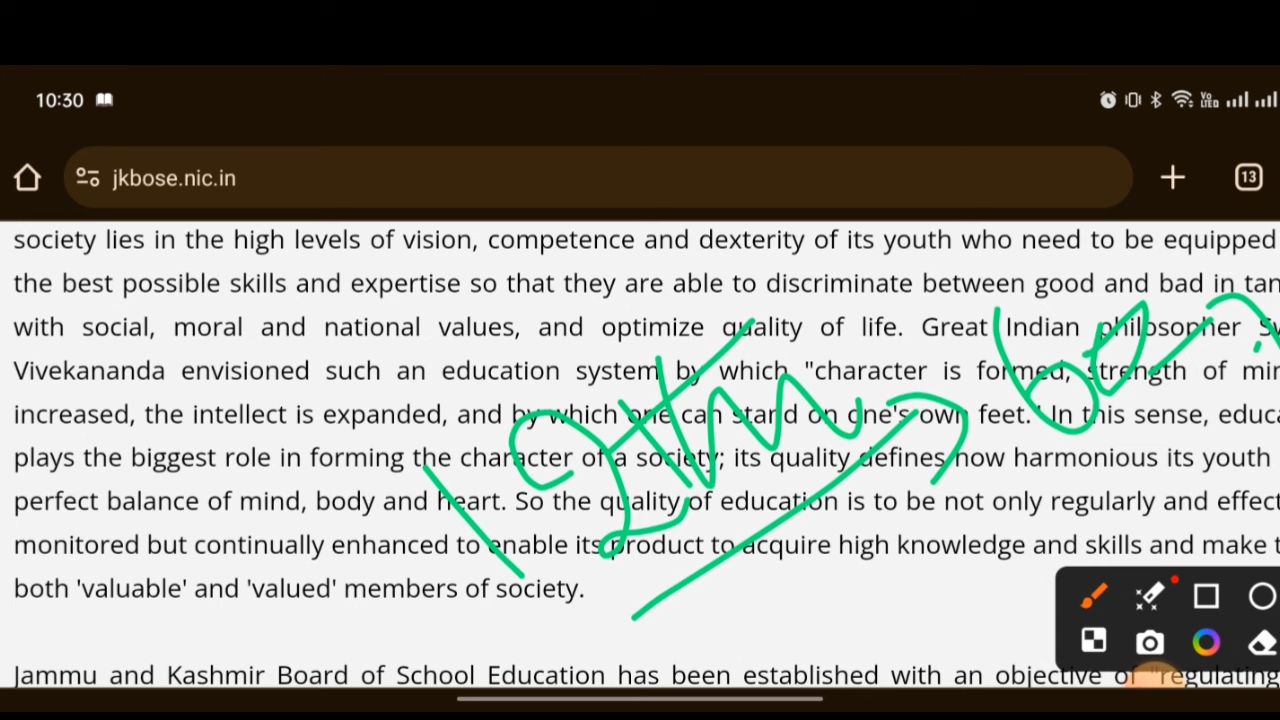 10:30
Vo LTED
jkbose.nic.in
13
society lies in the high levels of vision, competence and dexterity of its youth who need to be equipped
the best possible skills and expertise so that they are able to discriminate between good and bad in tan
with social, moral and national values, and optimize quality of life. Great Indian philosopher Sw
Vivekananda envisioned such an education system by which "character is formed, strength of min
increased, the intellect is expanded, and by which one can stand on one's own feet." In this sense, educa
plays the biggest role in forming the character of a society; its quality defines how harmonious its youth
perfect balance of mind, body and heart. So the quality of education is to be not only regularly and effect
monitored but continually enhanced to enable its product to acquire high knowledge and skills and make t
both 'valuable' and 'valued' members of society.
Jammu and Kashmir Board of School Education has been established with an objective of "regulating
12th